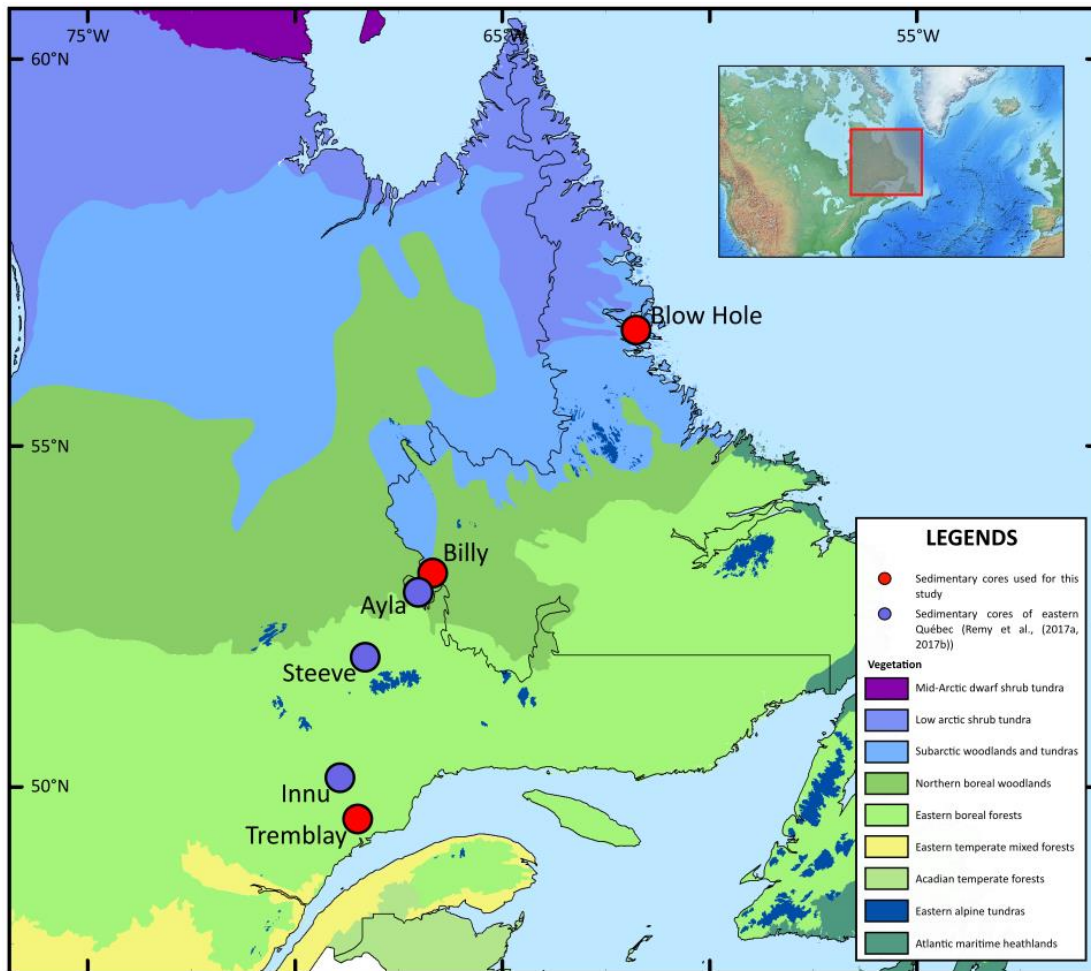 75°W
65°W
55°W
60°N
Blow Hole
55°N
Billy
Ayla
Steeve
50°N
Innu
Tremblay
LEGENDS
Sedimentary cores used for this
study
Sedimentary cores of eastern
Québec (Remy et al., (2017a,
2017b))
Vegetation
Mid-Arctic dwarf shrub tundra
Low arctic shrub tundra
Subarctic woodlands and tundras
Northern boreal woodlands
Eastern boreal forests
Eastern temperate mixed forests
Acadian temperate forests
Eastern alpine tundras
Atlantic maritime heathlands